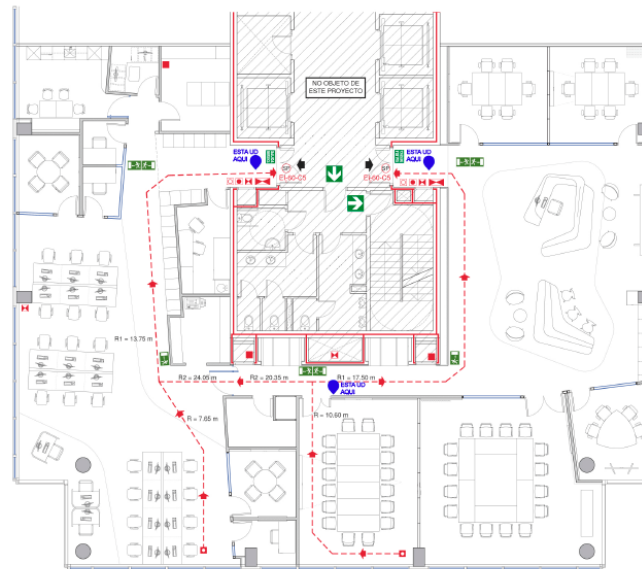 NO OBJETO DE
ESTE PROYECTO
ESTA UD
AQUI
ESTA UD
AQUI
EI-60-C5
EI-60-C5
R1 = 13.75 m
R2 = 24.05 m
R2 = 20.35 m
R1 = 17.50 m
ESTA UD
AQUI
R = 7.65 m
R = 10.60 m